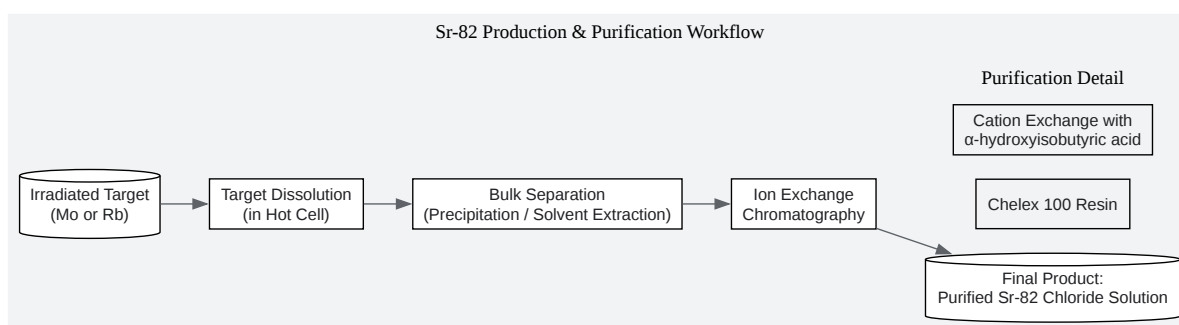 Sr-82 Production & Purification Workflow
Purification Detail
Cation Exchange with
α-hydroxyisobutyric acid
Irradiated Target
(Mo or Rb)
Target Dissolution
(in Hot Cell)
Bulk Separation
(Precipitation / Solvent Extraction)
Ion Exchange
Chromatography
Chelex 100 Resin
Final Product:
Purified Sr-82 Chloride Solution